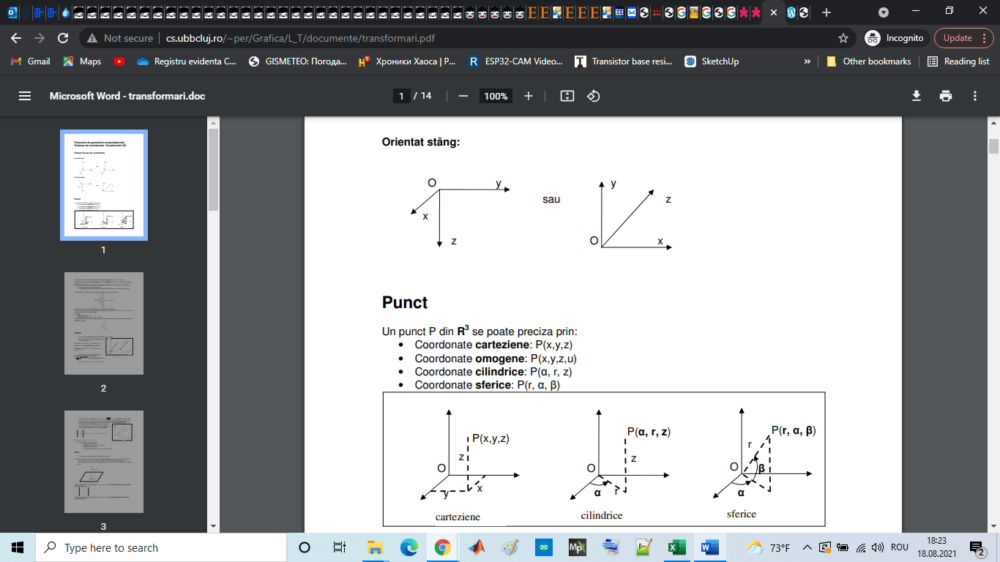 Not secure
cs.ubbcluj.ro/~per/Grafica/L_T/documente/transformari.pdf
Incognito
Update
Gmail
Maps
Registru evidenta C...
GISMETEO: Погода...
Хроники Хаоса | Р...
R
ESP32-CAM Video...
Transistor base resi...
SketchUp
»
Other bookmarks
Reading list
Microsoft Word - transformari.doc
1 / 14
100%
1
2
3
Orientat stâng:
O
y
x
z
sau
y
z
O
x
Punct
Un punct P din R³ se poate preciza prin:
• Coordonate carteziene: P(x,y,z)
• Coordonate omogene: P(x,y,z,u)
• Coordonate cilindrice: P(α, r, z)
• Coordonate sferice: P(r, α, β)
P(x,y,z)
z
O
x
y
carteziene
P(α, r, z)
z
O
α
r
cilindrice
P(r, α, β)
r
O
β
α
sferice
Type here to search
73°F
ROU
18:23
18.08.2021
2